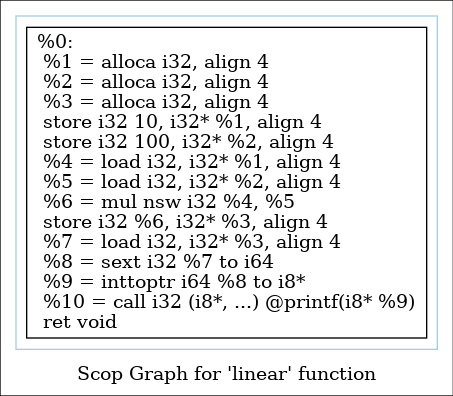 %0:
%1 = alloca i32, align 4
%2 = alloca i32, align 4
%3 = alloca i32, align 4
store i32 10, i32* %1, align 4
store i32 100, i32* %2, align 4
%4 = load i32, i32* %1, align 4
%5 = load i32, i32* %2, align 4
%6 = mul nsw i32 %4, %5
store i32 %6, i32* %3, align 4
%7 = load i32, i32* %3, align 4
%8 = sext i32 %7 to i64
%9 = inttoptr i64 %8 to i8*
%10 = call i32 (i8*, ...) @printf(i8* %9)
ret void
Scop Graph for 'linear' function